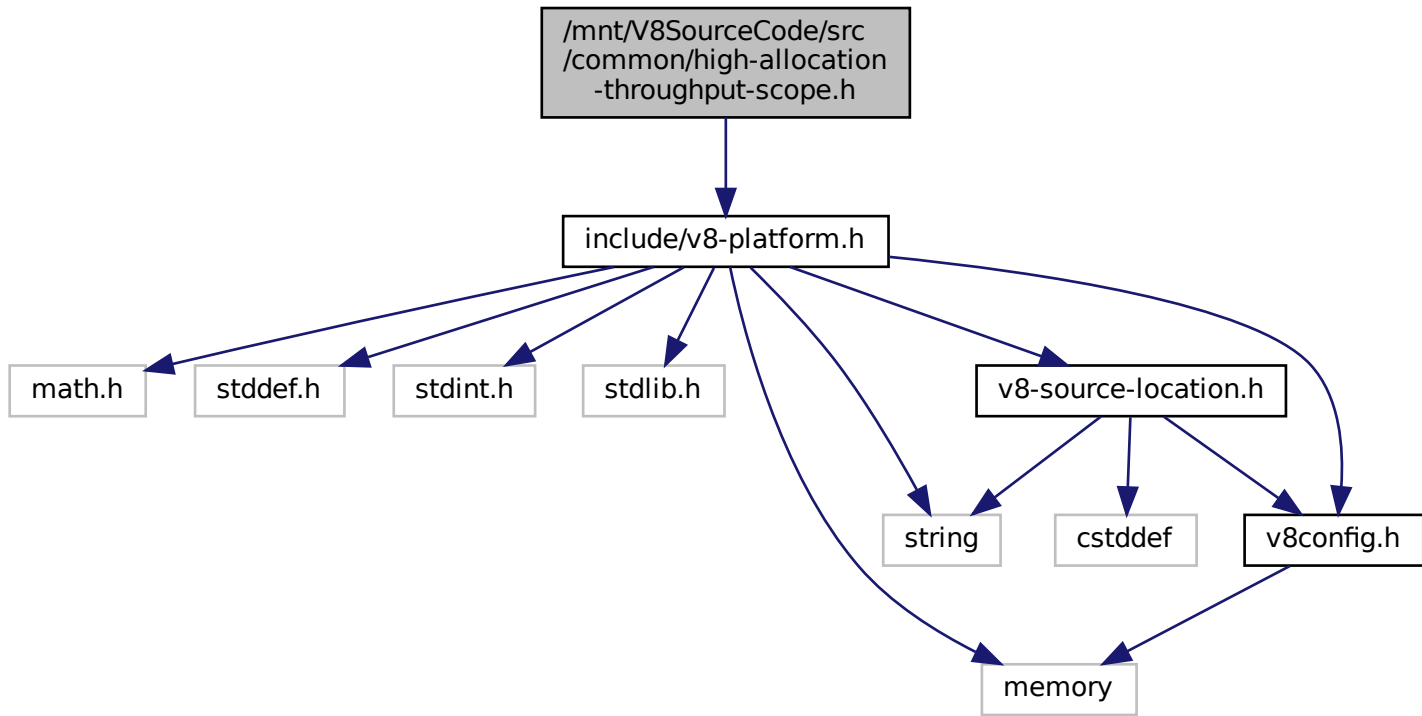 /mnt/V8SourceCode/src
/common/high-allocation
-throughput-scope.h
include/v8-platform.h
math.h
stddef.h
stdint.h
stdlib.h
v8-source-location.h
string
cstddef
v8config.h
memory